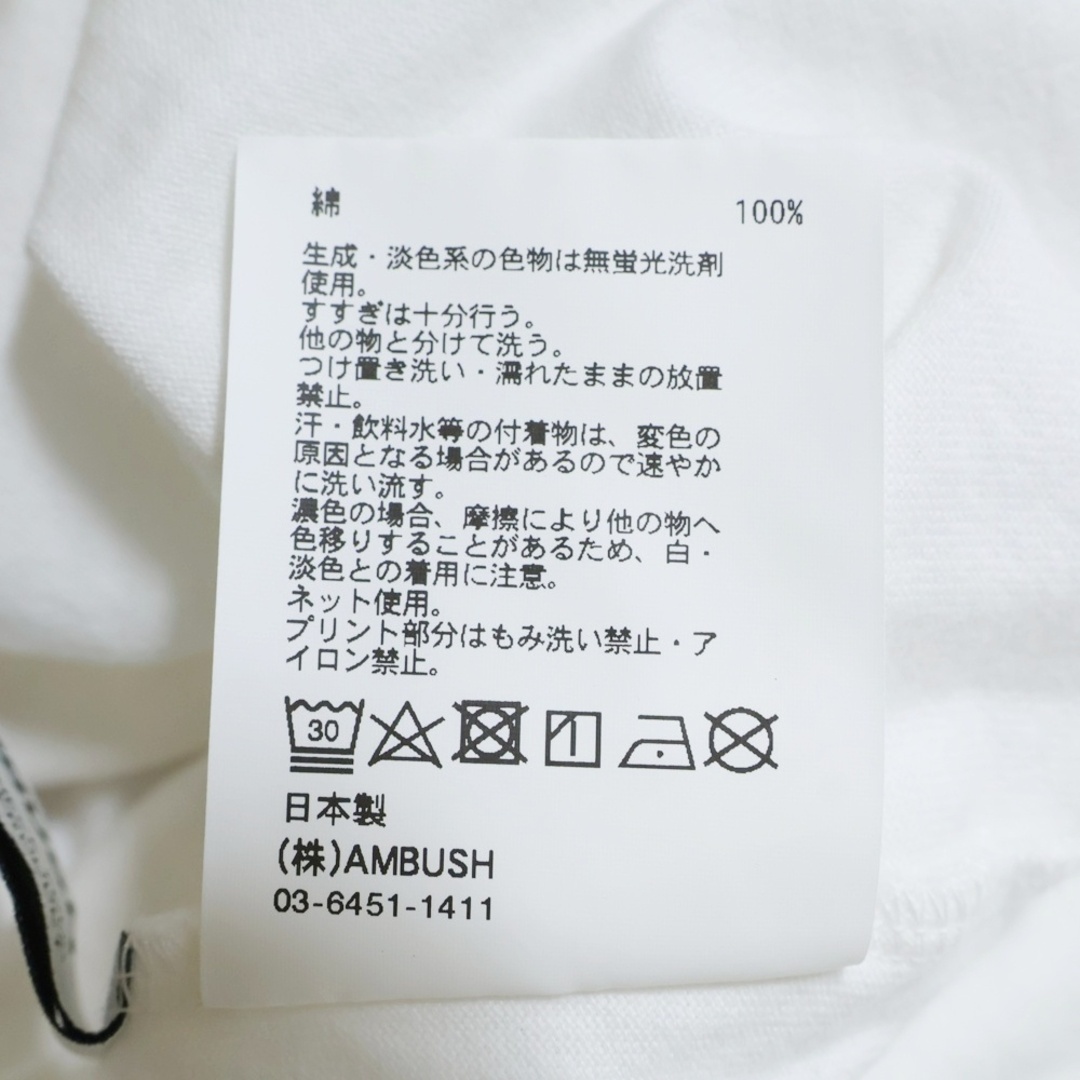 綿 100%
生成・淡色系の色物は無蛍光洗剤
使用。
すすぎは十分行う。
他の物と分けて洗う。
つけ置き洗い・濡れたままの放置
禁止。
汗・飲料水等の付着物は、変色の
原因となる場合があるので速やか
に洗い流す。
濃色の場合、摩擦により他の物へ
色移りすることがあるため、白・
淡色との着用に注意。
ネット使用。
プリント部分はもみ洗い禁止・ア
イロン禁止。
30
日本製
(株)AMBUSH
03-6451-1411